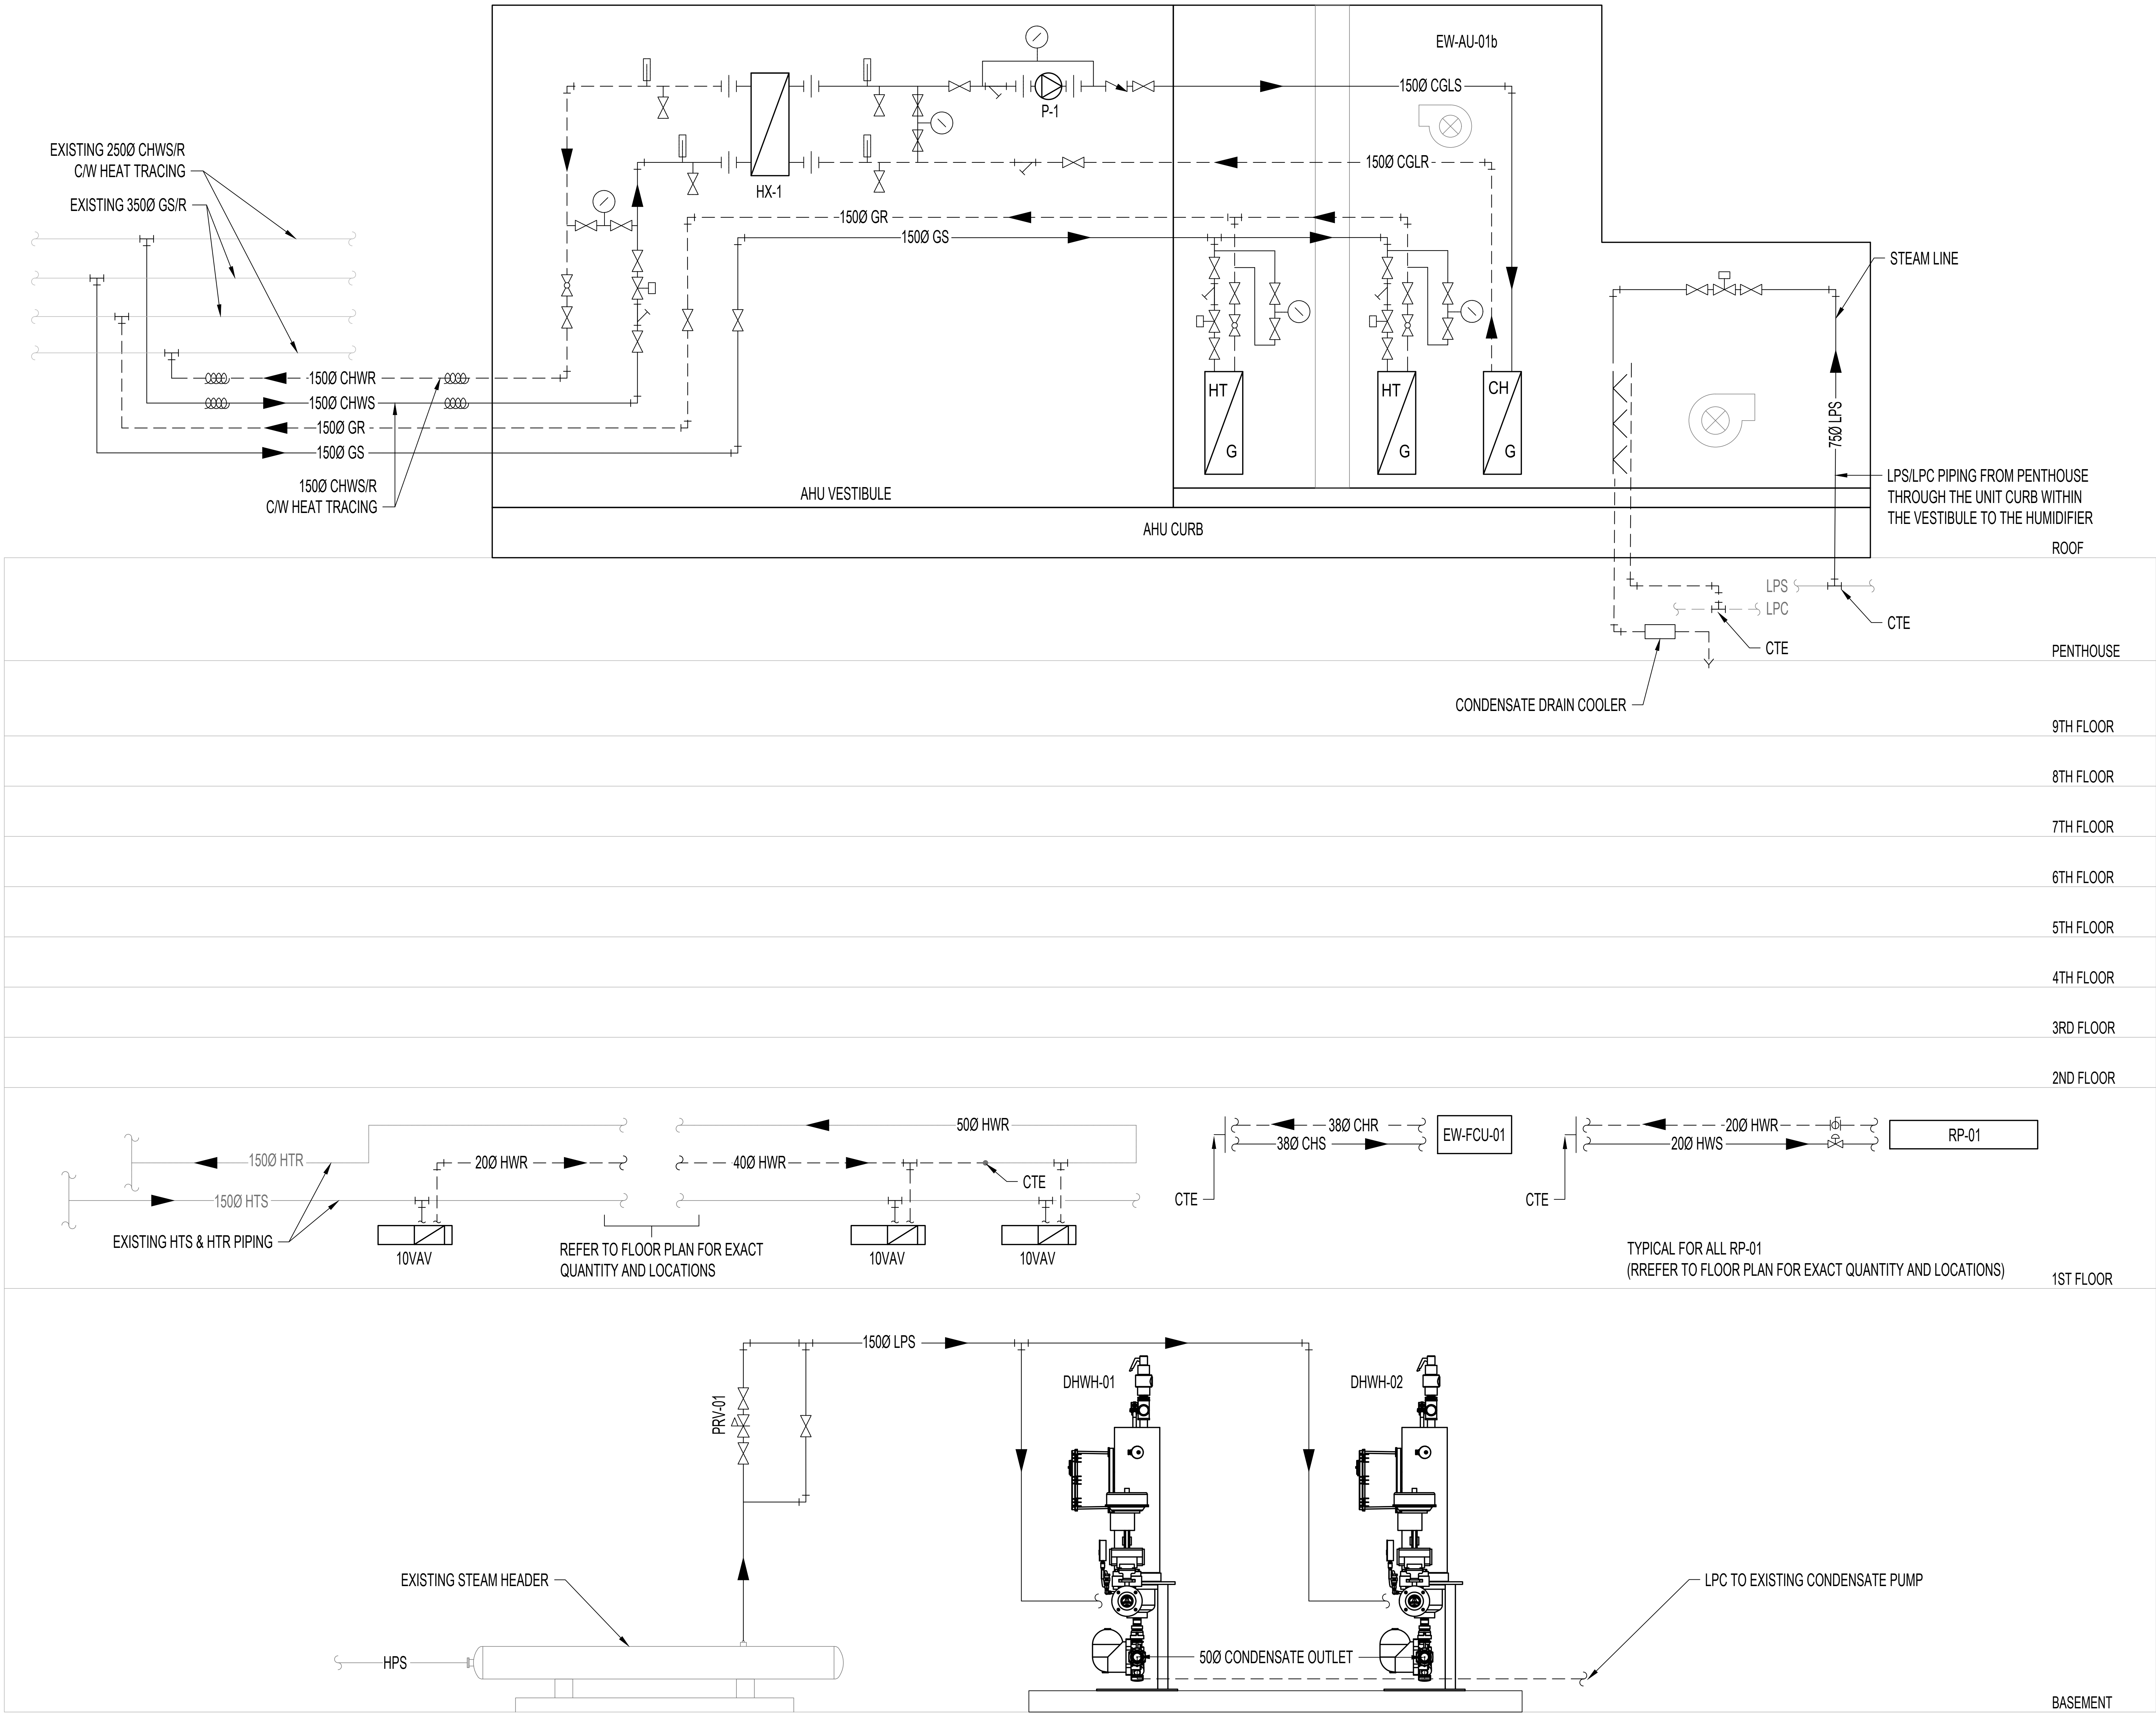 EW-AU-01b
150Ø CGLS
P-1
EXISTING 250Ø CHWS/R
C/W HEAT TRACING
EXISTING 350Ø GS/R
150Ø CGLR
HX-1
150Ø GR
150Ø GS
STEAM LINE
150Ø CHWR
150Ø CHWS
150Ø GR
150Ø GS
HT
G
HT
G
CH
G
75Ø LPS
150Ø CHWS/R
C/W HEAT TRACING
AHU VESTIBULE
LPS/LPC PIPING FROM PENTHOUSE
THROUGH THE UNIT CURB WITHIN
THE VESTIBULE TO THE HUMIDIFIER
AHU CURB
ROOF
LPS
LPC
CTE
CTE
PENTHOUSE
CONDENSATE DRAIN COOLER
9TH FLOOR
8TH FLOOR
7TH FLOOR
6TH FLOOR
5TH FLOOR
4TH FLOOR
3RD FLOOR
2ND FLOOR
50Ø HWR
150Ø HTR
20Ø HWR
40Ø HWR
CTE
150Ø HTS
EXISTING HTS & HTR PIPING
10VAV
REFER TO FLOOR PLAN FOR EXACT
QUANTITY AND LOCATIONS
10VAV
10VAV
38Ø CHR
38Ø CHS
EW-FCU-01
CTE
20Ø HWR
20Ø HWS
RP-01
CTE
TYPICAL FOR ALL RP-01
(RREFER TO FLOOR PLAN FOR EXACT QUANTITY AND LOCATIONS)
1ST FLOOR
150Ø LPS
PRV-01
DHWH-01
DHWH-02
EXISTING STEAM HEADER
HPS
50Ø CONDENSATE OUTLET
LPC TO EXISTING CONDENSATE PUMP
BASEMENT